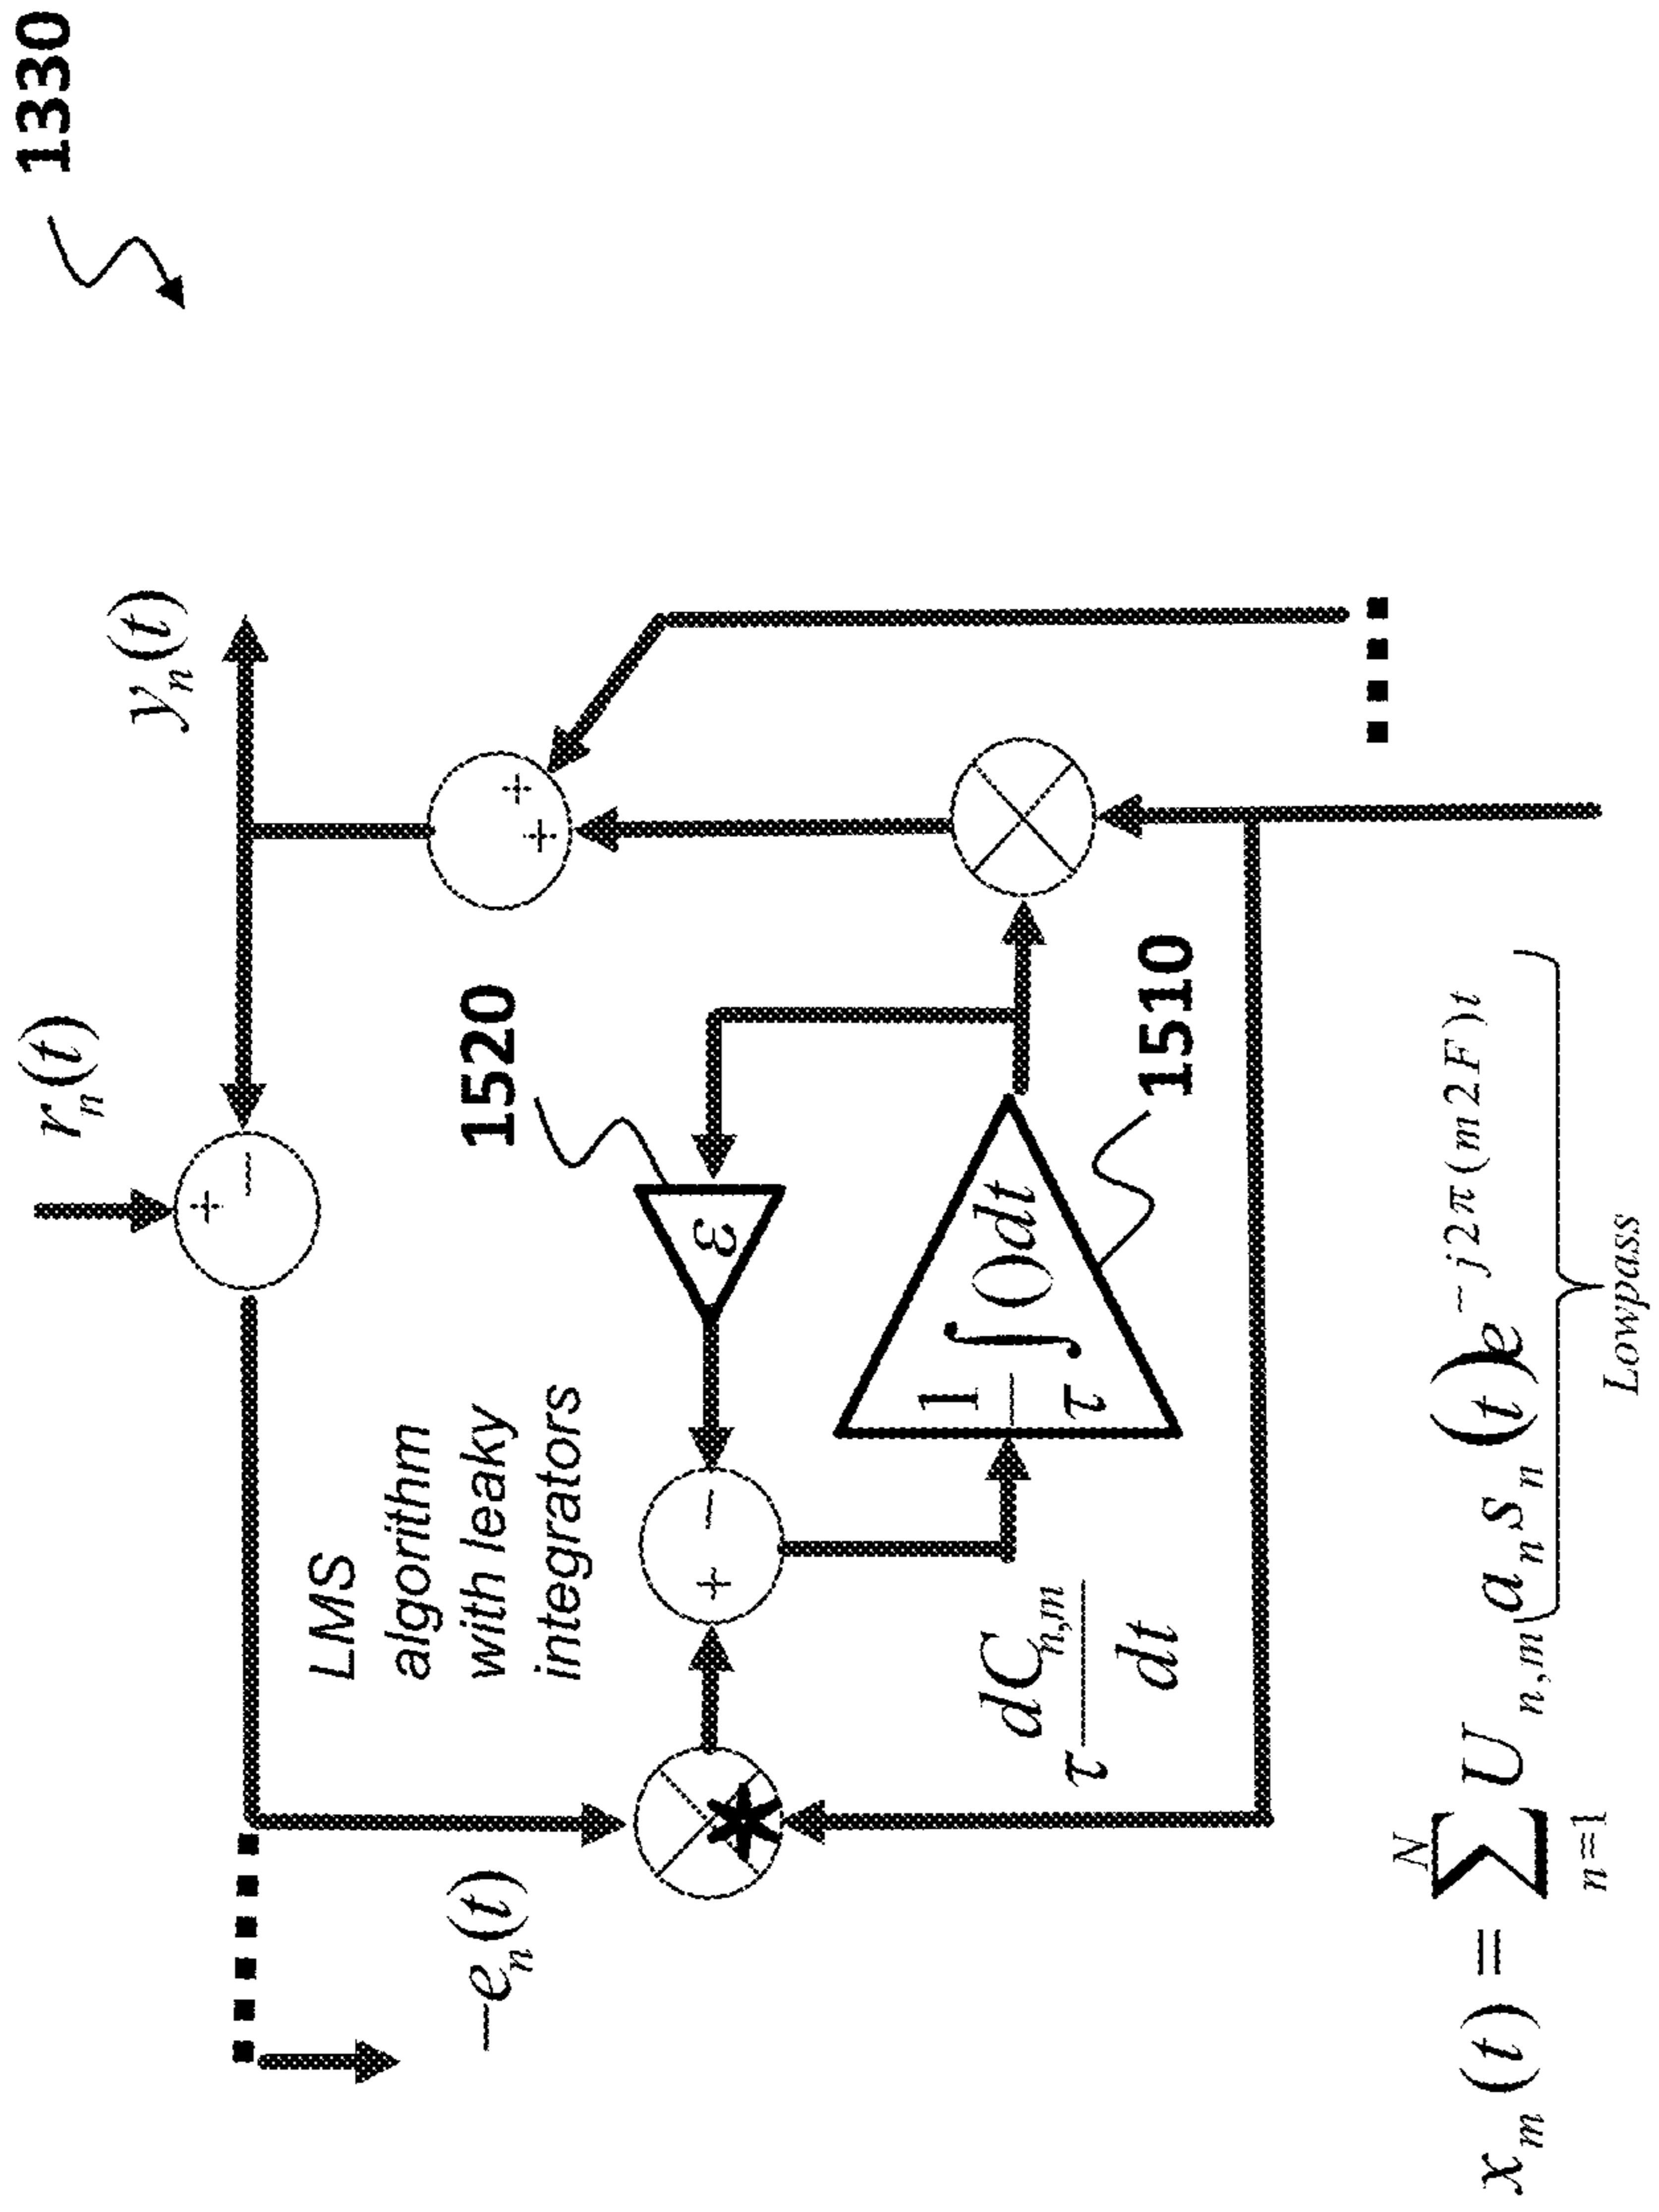 1330
r_n(t)
y_n(t)
+
−
LMS
algorithm
with leaky
integrators
1520
+
+
−e_n(t)
*
+
−
ε
τ dC_{n,m}/dt
1/τ ∫()dt
1510
x_m(t) = Σ_{n=1}^{N} U_{n,m} a_n s_n(t) e^{−j2π(m2F)t}
Lowpass